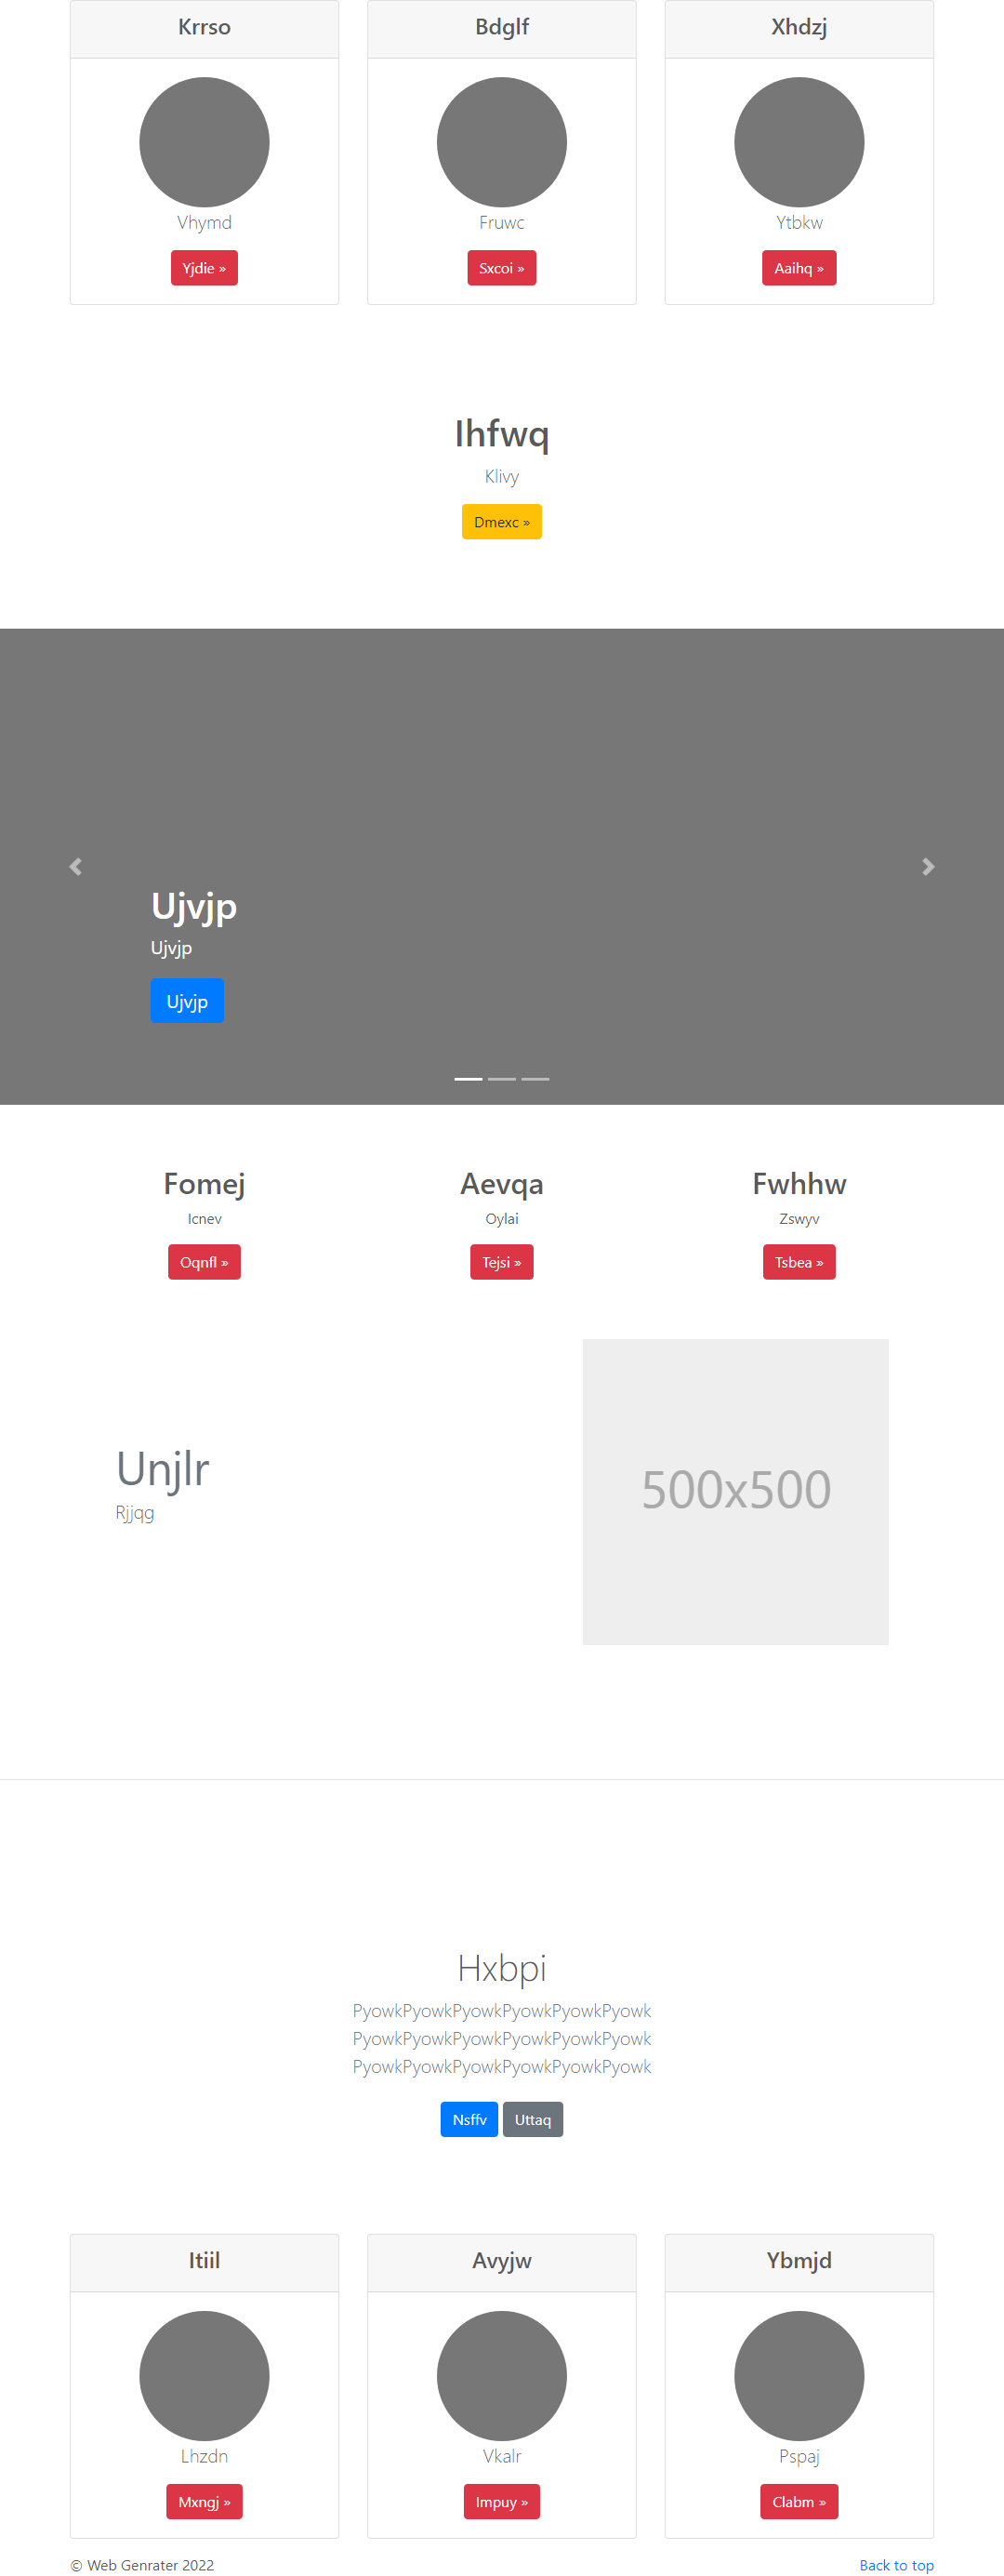 Krrso
Bdglf
Xhdzj
Vhymd
Fruwc
Ytbkw
Yjdie »
Sxcoi »
Aaihq »
Ihfwq
Klivy
Dmexc »
Ujvjp
Ujvjp
Ujvjp
Fomej
Aevqa
Fwhhw
Icnev
Oylai
Zswyv
Oqnfl »
Tejsi »
Tsbea »
Unjlr
Rjjqg
500x500
Hxbpi
PyowkPyowkPyowkPyowkPyowkPyowk
PyowkPyowkPyowkPyowkPyowkPyowk
PyowkPyowkPyowkPyowkPyowkPyowk
Nsffv
Uttaq
Itiil
Avyjw
Ybmjd
Lhzdn
Vkalr
Pspaj
Mxngj »
Impuy »
Clabm »
© Web Genrater 2022
Back to top